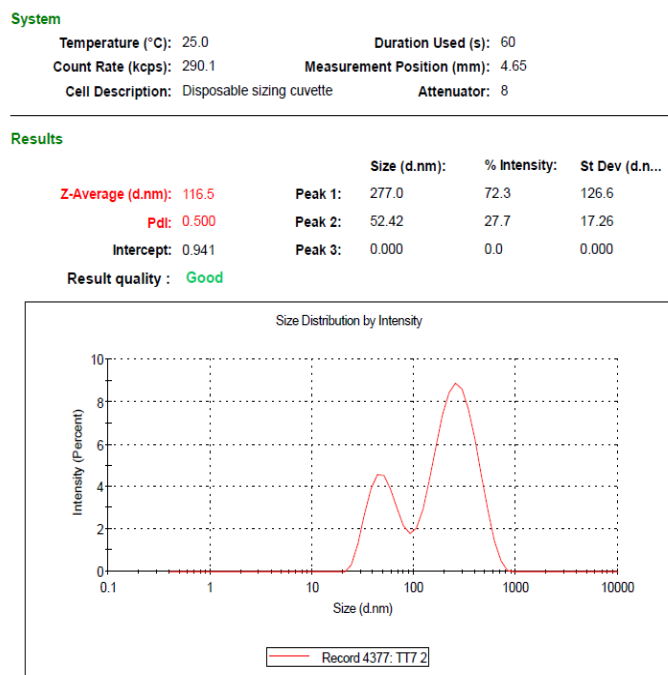 System
Temperature (°C): 25.0 Duration Used (s): 60
Count Rate (kcps): 290.1 Measurement Position (mm): 4.65
Cell Description: Disposable sizing cuvette Attenuator: 8
Results
Size (d.nm): % Intensity: St Dev (d.n...
Z-Average (d.nm): 116.5 Peak 1: 277.0 72.3 126.6
PdI: 0.500 Peak 2: 52.42 27.7 17.26
Intercept: 0.941 Peak 3: 0.000 0.0 0.000
Result quality : Good
Size Distribution by Intensity
Intensity (Percent)
10
8
6
4
2
0
0.1 1 10 100 1000 10000
Size (d.nm)
Record 4377: TT7 2